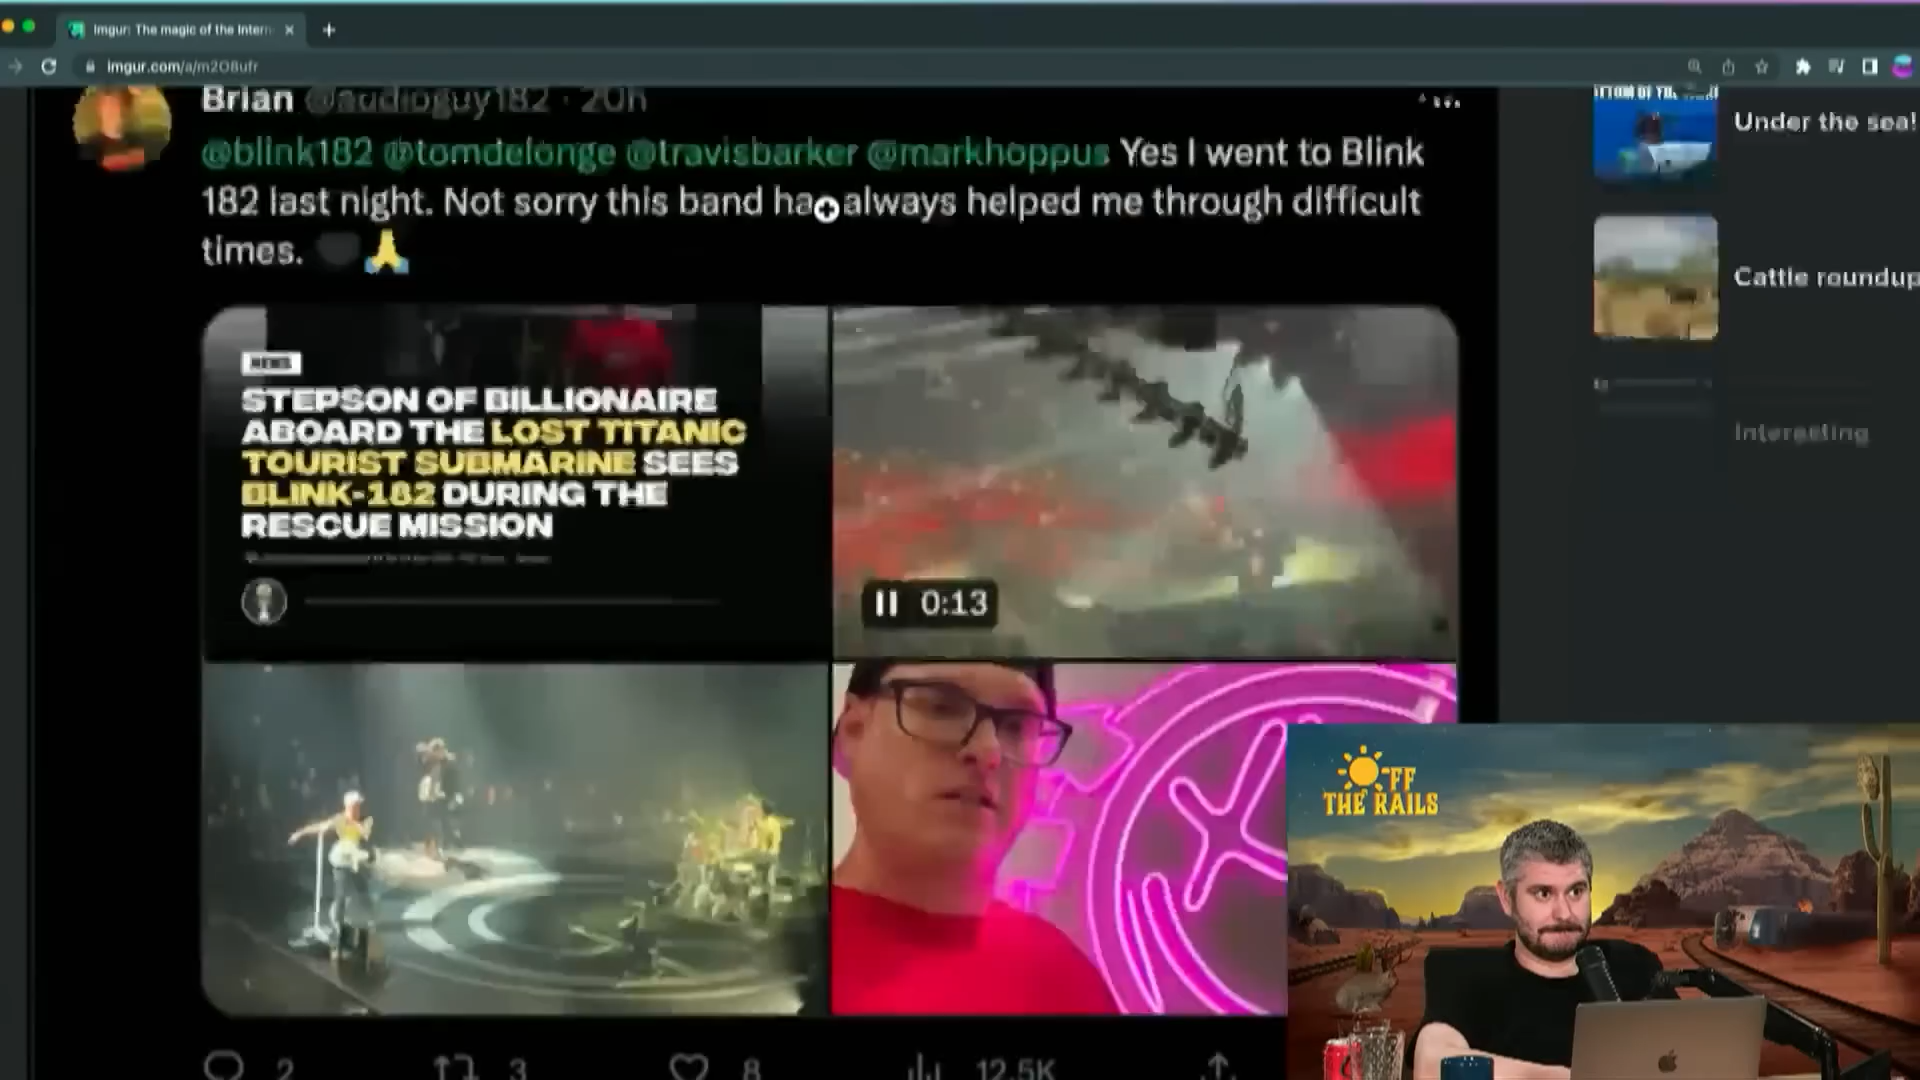 Imgur: The magic of the Intern
imgur.com/a/m2O8ufr
Brian @audioguy182 · 20h
@blink182 @tomdelonge @travisbarker @markhoppus Yes I went to Blink
182 last night. Not sorry this band ha always helped me through difficult
times.
NEWS
STEPSON OF BILLIONAIRE
ABOARD THE LOST TITANIC
TOURIST SUBMARINE SEES
BLINK-182 DURING THE
RESCUE MISSION
0:13
2 3 8 12.5K
Under the sea!
Cattle roundup
Interesting
OFF
THE RAILS